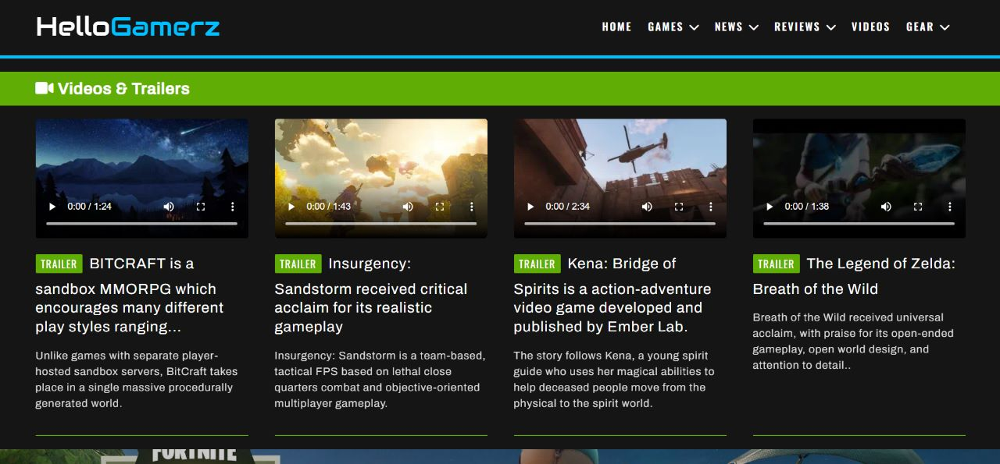 HelloGamerz
HOME GAMES NEWS REVIEWS VIDEOS GEAR
Videos & Trailers
0:00 / 1:24
TRAILER BITCRAFT is a
sandbox MMORPG which
encourages many different
play styles ranging...
Unlike games with separate player-
hosted sandbox servers, BitCraft takes
place in a single massive procedurally
generated world.
0:00 / 1:43
TRAILER Insurgency:
Sandstorm received critical
acclaim for its realistic
gameplay
Insurgency: Sandstorm is a team-based,
tactical FPS based on lethal close
quarters combat and objective-oriented
multiplayer gameplay.
0:00 / 2:34
TRAILER Kena: Bridge of
Spirits is a action-adventure
video game developed and
published by Ember Lab.
The story follows Kena, a young spirit
guide who uses her magical abilities to
help deceased people move from the
physical to the spirit world.
0:00 / 1:38
TRAILER The Legend of Zelda:
Breath of the Wild
Breath of the Wild received universal
acclaim, with praise for its open-ended
gameplay, open world design, and
attention to detail..
FORTNITE